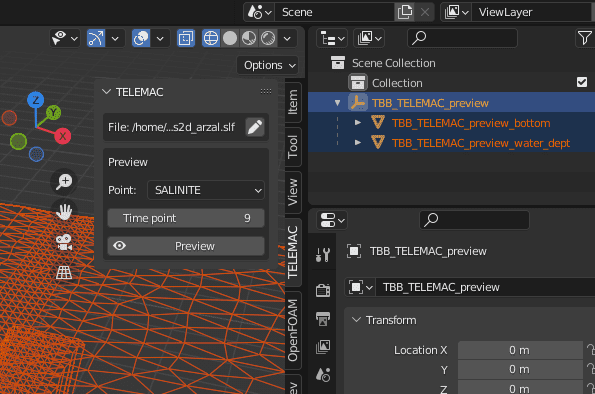 Scene
ViewLayer
Options
TELEMAC
File: /home/...s2d_arzal.slf
Preview
Point: SALINITE
Time point 9
Preview
Z
Y
X
Item
Tool
View
TELEMAC
OpenFOAM
ev
Scene Collection
Collection
TBB_TELEMAC_preview
TBB_TELEMAC_preview_bottom
TBB_TELEMAC_preview_water_dept
TBB_TELEMAC_preview
TBB_TELEMAC_preview
Transform
Location X 0 m
Y 0 m
Z 0 m